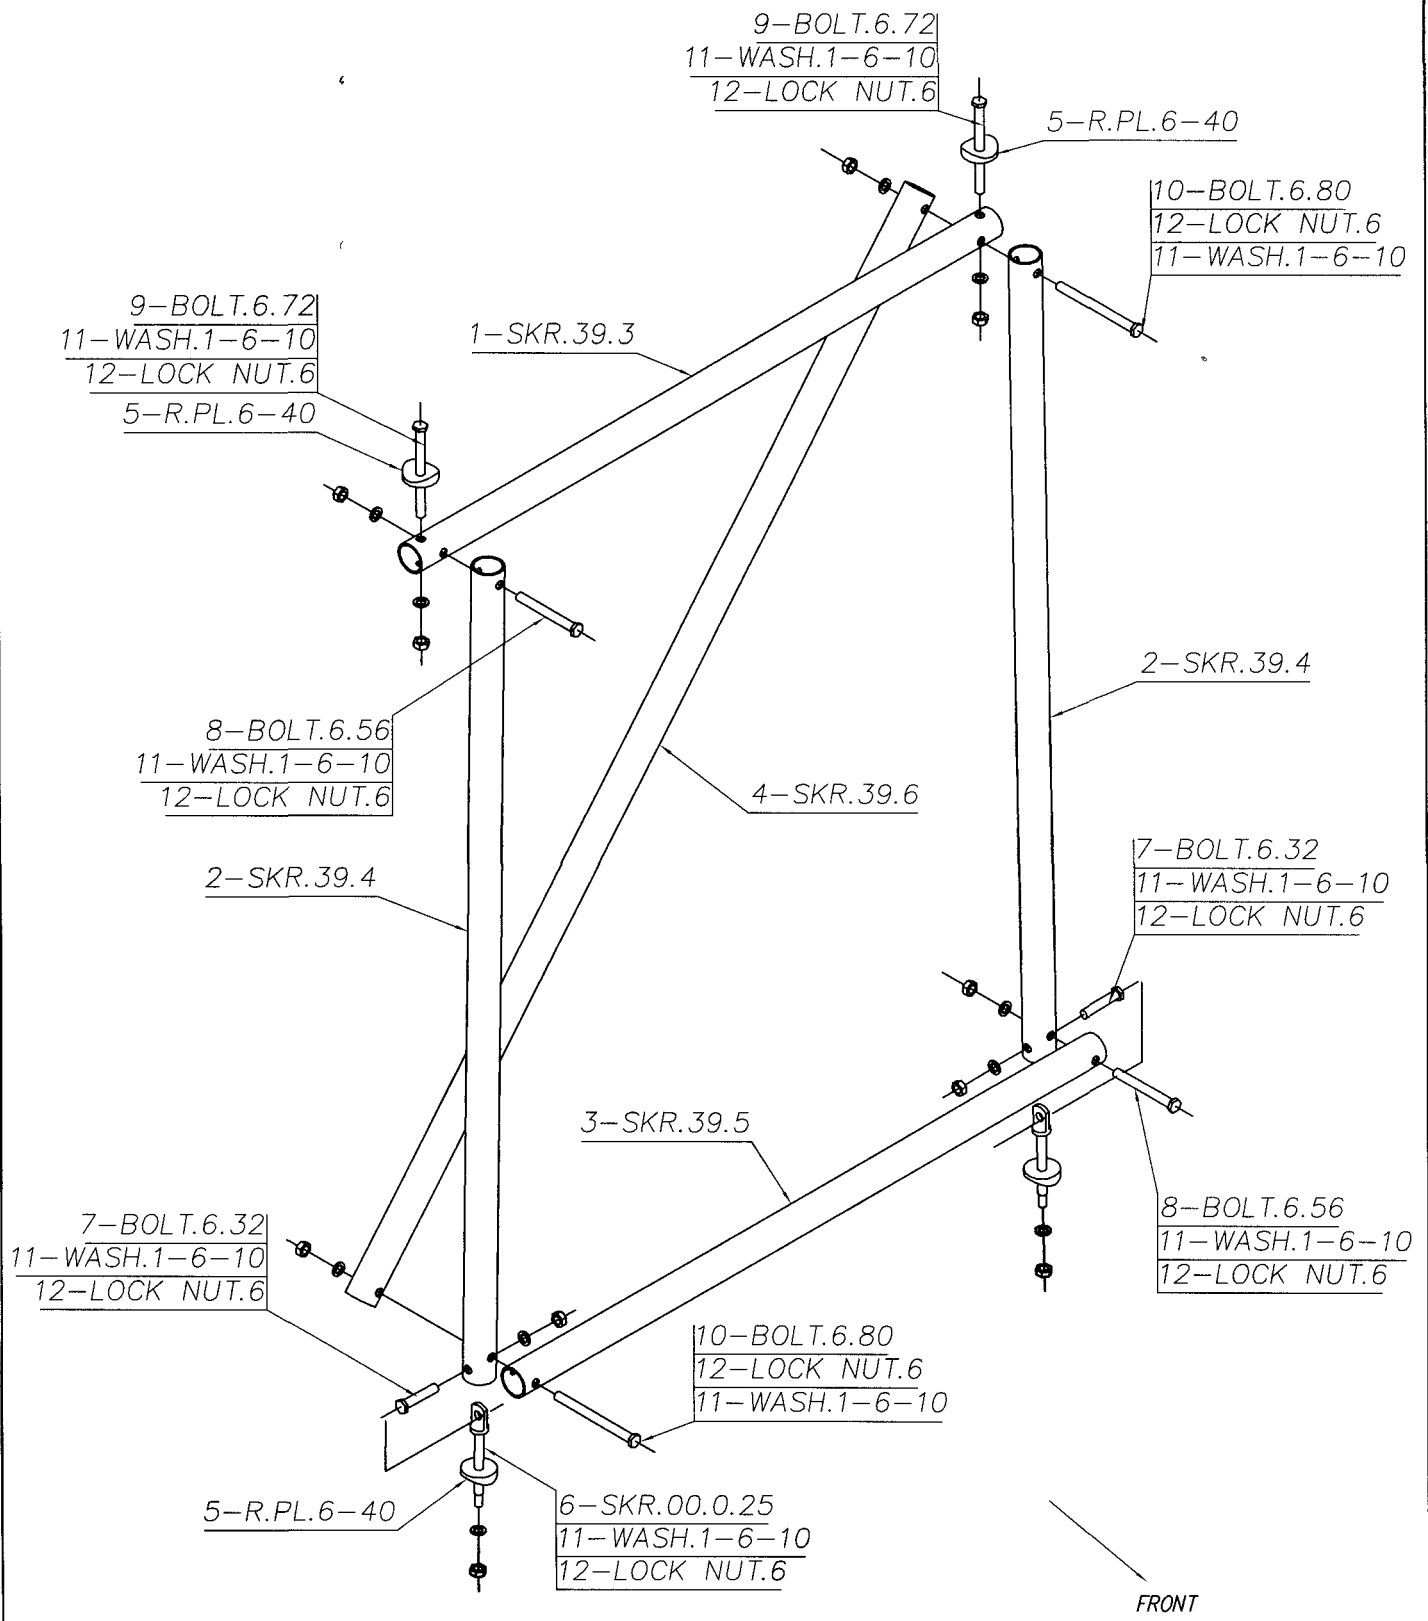 9-BOLT.6.72
11-WASH.1-6-10
12-LOCK NUT.6
5-R.PL.6-40
10-BOLT.6.80
12-LOCK NUT.6
11-WASH.1-6-10
9-BOLT.6.72
11-WASH.1-6-10
12-LOCK NUT.6
5-R.PL.6-40
1-SKR.39.3
2-SKR.39.4
8-BOLT.6.56
11-WASH.1-6-10
12-LOCK NUT.6
4-SKR.39.6
2-SKR.39.4
7-BOLT.6.32
11-WASH.1-6-10
12-LOCK NUT.6
3-SKR.39.5
7-BOLT.6.32
11-WASH.1-6-10
12-LOCK NUT.6
8-BOLT.6.56
11-WASH.1-6-10
12-LOCK NUT.6
10-BOLT.6.80
12-LOCK NUT.6
11-WASH.1-6-10
5-R.PL.6-40
6-SKR.00.0.25
11-WASH.1-6-10
12-LOCK NUT.6
FRONT